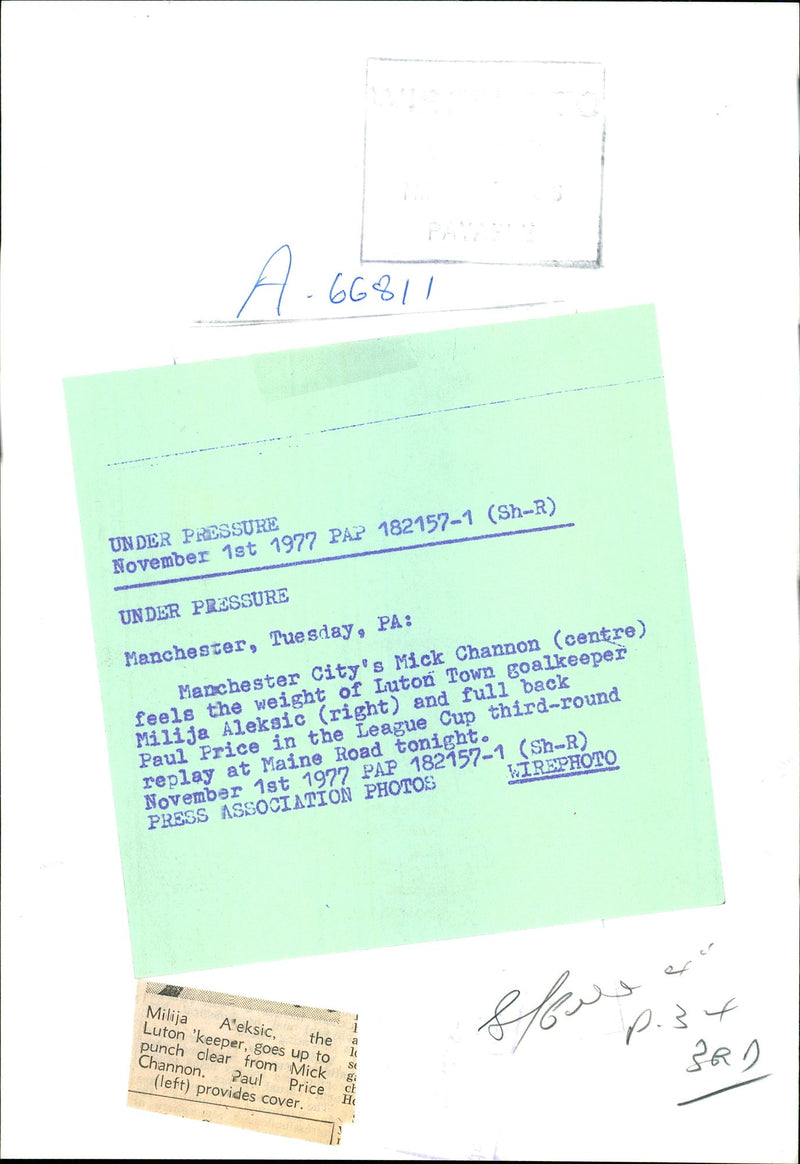 PAYABLE
A. 66811
UNDER PRESSURE
November 1st 1977 PAP 182157-1 (Sh-R)
UNDER PRESSURE
Manchester, Tuesday, PA:
Manchester City's Mick Channon (centre)
feels the weight of Luton Town goalkeeper
Milija Aleksic (right) and full back
Paul Price in the League Cup third-round
replay at Maine Road tonight.
November 1st 1977 PAP 182157-1 (Sh-R)
PRESS ASSOCIATION PHOTOS WIREPHOTO
Milija Aleksic, the
Luton 'keeper, goes up to
punch clear from Mick
Channon. Paul Price
(left) provides cover.
4"
P. 34
3RD